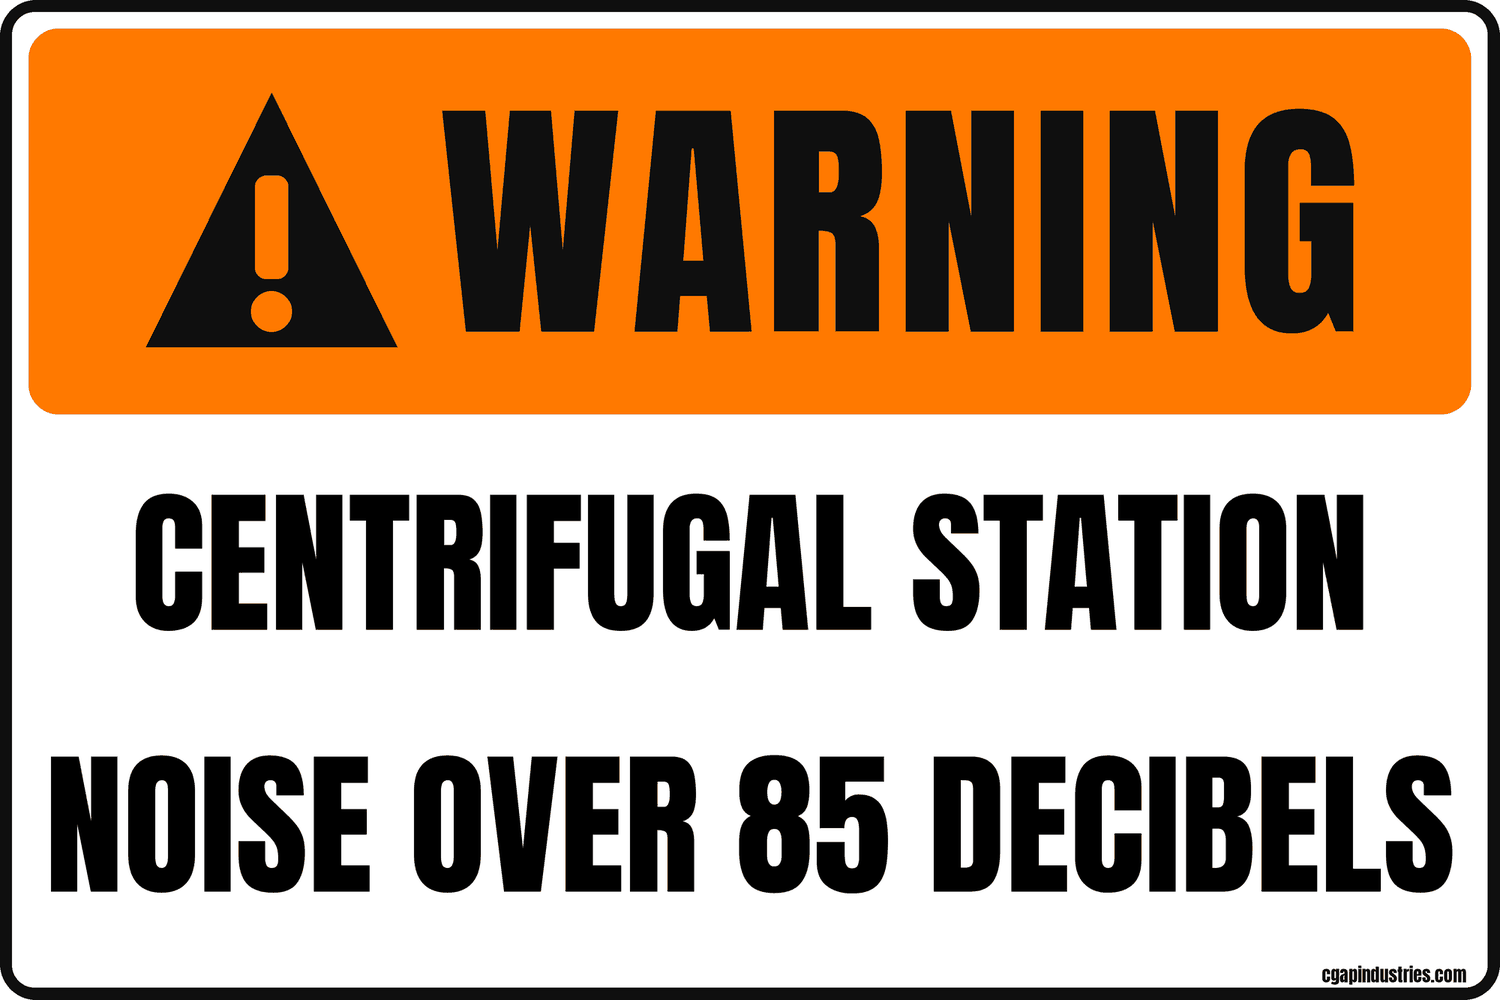 WARNING
CENTRIFUGAL STATION
NOISE OVER 85 DECIBELS
cgapindustries.com